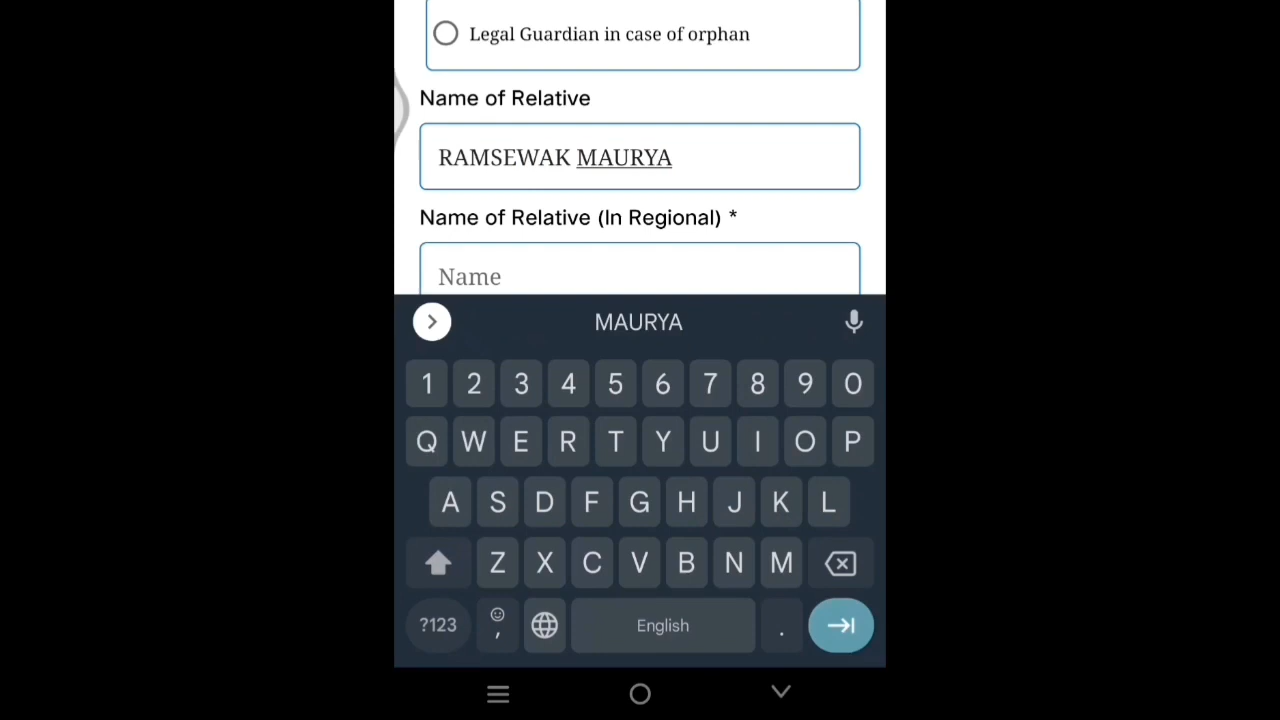 Legal Guardian in case of orphan
Name of Relative
RAMSEWAK MAURYA
Name of Relative (In Regional) *
Name
MAURYA
1 2 3 4 5 6 7 8 9 0
Q W E R T Y U I O P
A S D F G H J K L
Z X C V B N M
?123 , English .